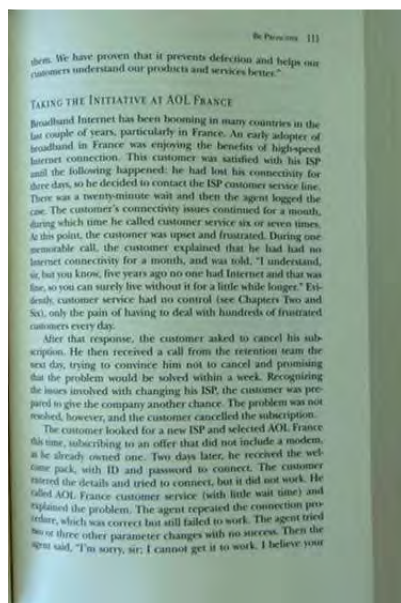 BE PROACTIVE 111
them. We have proven that it prevents defection and helps our
customers understand our products and services better."
TAKING THE INITIATIVE AT AOL FRANCE
Broadband Internet has been booming in many countries in the
last couple of years, particularly in France. An early adopter of
broadband in France was enjoying the benefits of high-speed
Internet connection. This customer was satisfied with his ISP
until the following happened: he had lost his connectivity for
three days, so he decided to contact the ISP customer service line.
There was a twenty-minute wait and then the agent logged the
case. The customer's connectivity issues continued for a month,
during which time he called customer service six or seven times.
At this point, the customer was upset and frustrated. During one
memorable call, the customer explained that he had had no
Internet connectivity for a month, and was told, "I understand,
sir, but you know, five years ago no one had Internet and that was
fine, so you can surely live without it for a little while longer." Evi-
dently, customer service had no control (see Chapters Two and
Six), only the pain of having to deal with hundreds of frustrated
customers every day.
After that response, the customer asked to cancel his sub-
scription. He then received a call from the retention team the
next day, trying to convince him not to cancel and promising
that the problem would be solved within a week. Recognizing
the issues involved with changing his ISP, the customer was pre-
pared to give the company another chance. The problem was not
resolved, however, and the customer cancelled the subscription.
The customer looked for a new ISP and selected AOL France
this time, subscribing to an offer that did not include a modem,
as he already owned one. Two days later, he received the wel-
come pack, with ID and password to connect. The customer
entered the details and tried to connect, but it did not work. He
called AOL France customer service (with little wait time) and
explained the problem. The agent repeated the connection pro-
cedure, which was correct but still failed to work. The agent tried
two or three other parameter changes with no success. Then the
agent said, "I'm sorry, sir; I cannot get it to work. I believe your